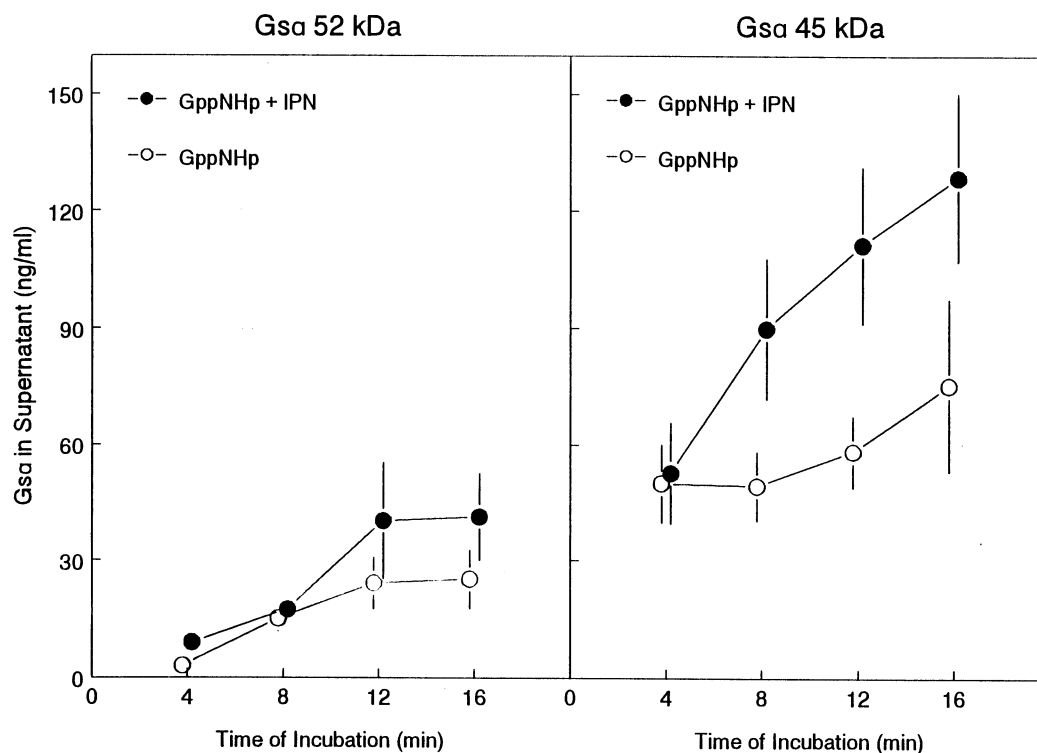 Gsα 52 kDa
Gsα 45 kDa
Gsα in Supernatant (ng/ml)
150
120
90
60
30
0
GppNHp + IPN
GppNHp
GppNHp + IPN
GppNHp
0 4 8 12 16
0 4 8 12 16
Time of Incubation (min)
Time of Incubation (min)